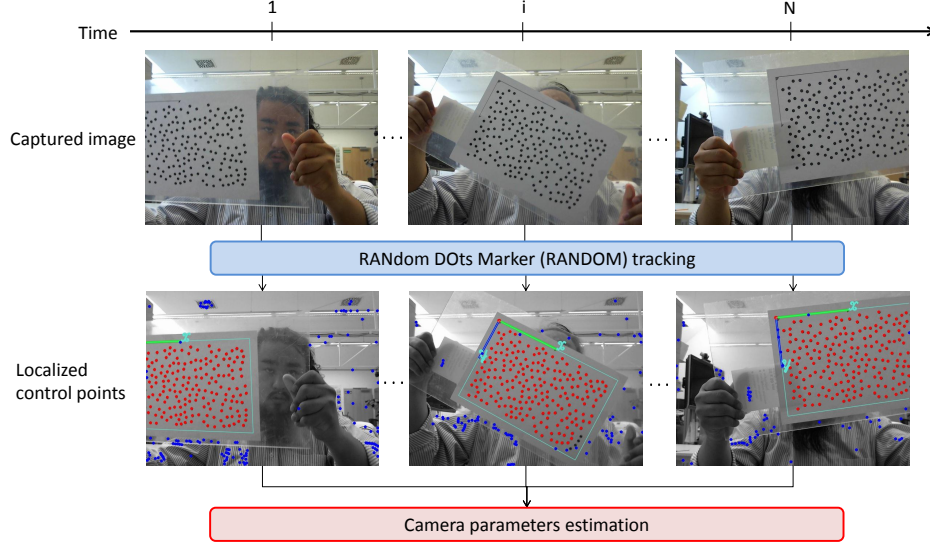 1 i N
Time
Captured image
... ...
RANdom DOts Marker (RANDOM) tracking
Localized
control points
... ...
Camera parameters estimation